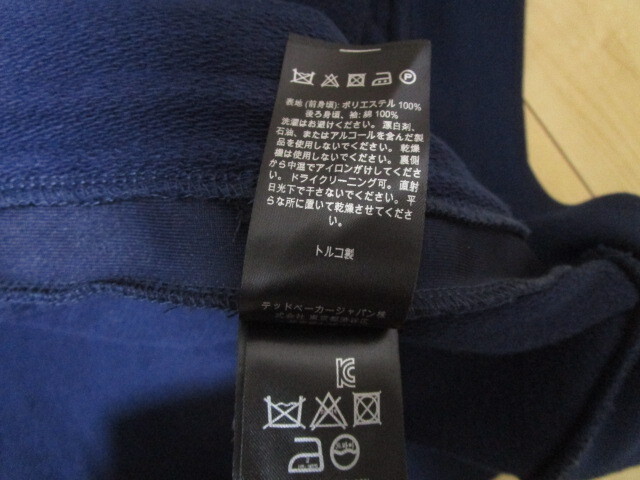 P
表地 (前身頃): ポリエステル 100%
後ろ身頃、袖: 綿 100%
洗濯はお避けください。漂白剤、
石油、またはアルコールを含んだ製
品を使用しないでください。 乾燥
機は使用しないでください。 裏側
から中温でアイロンがけしてくださ
い。 ドライクリーニング可。 直射
日光下で干さないでください。 平
らな所に置いて乾燥させてくださ
い。
トルコ製
テッドベーカージャパン株
式会社 東京都